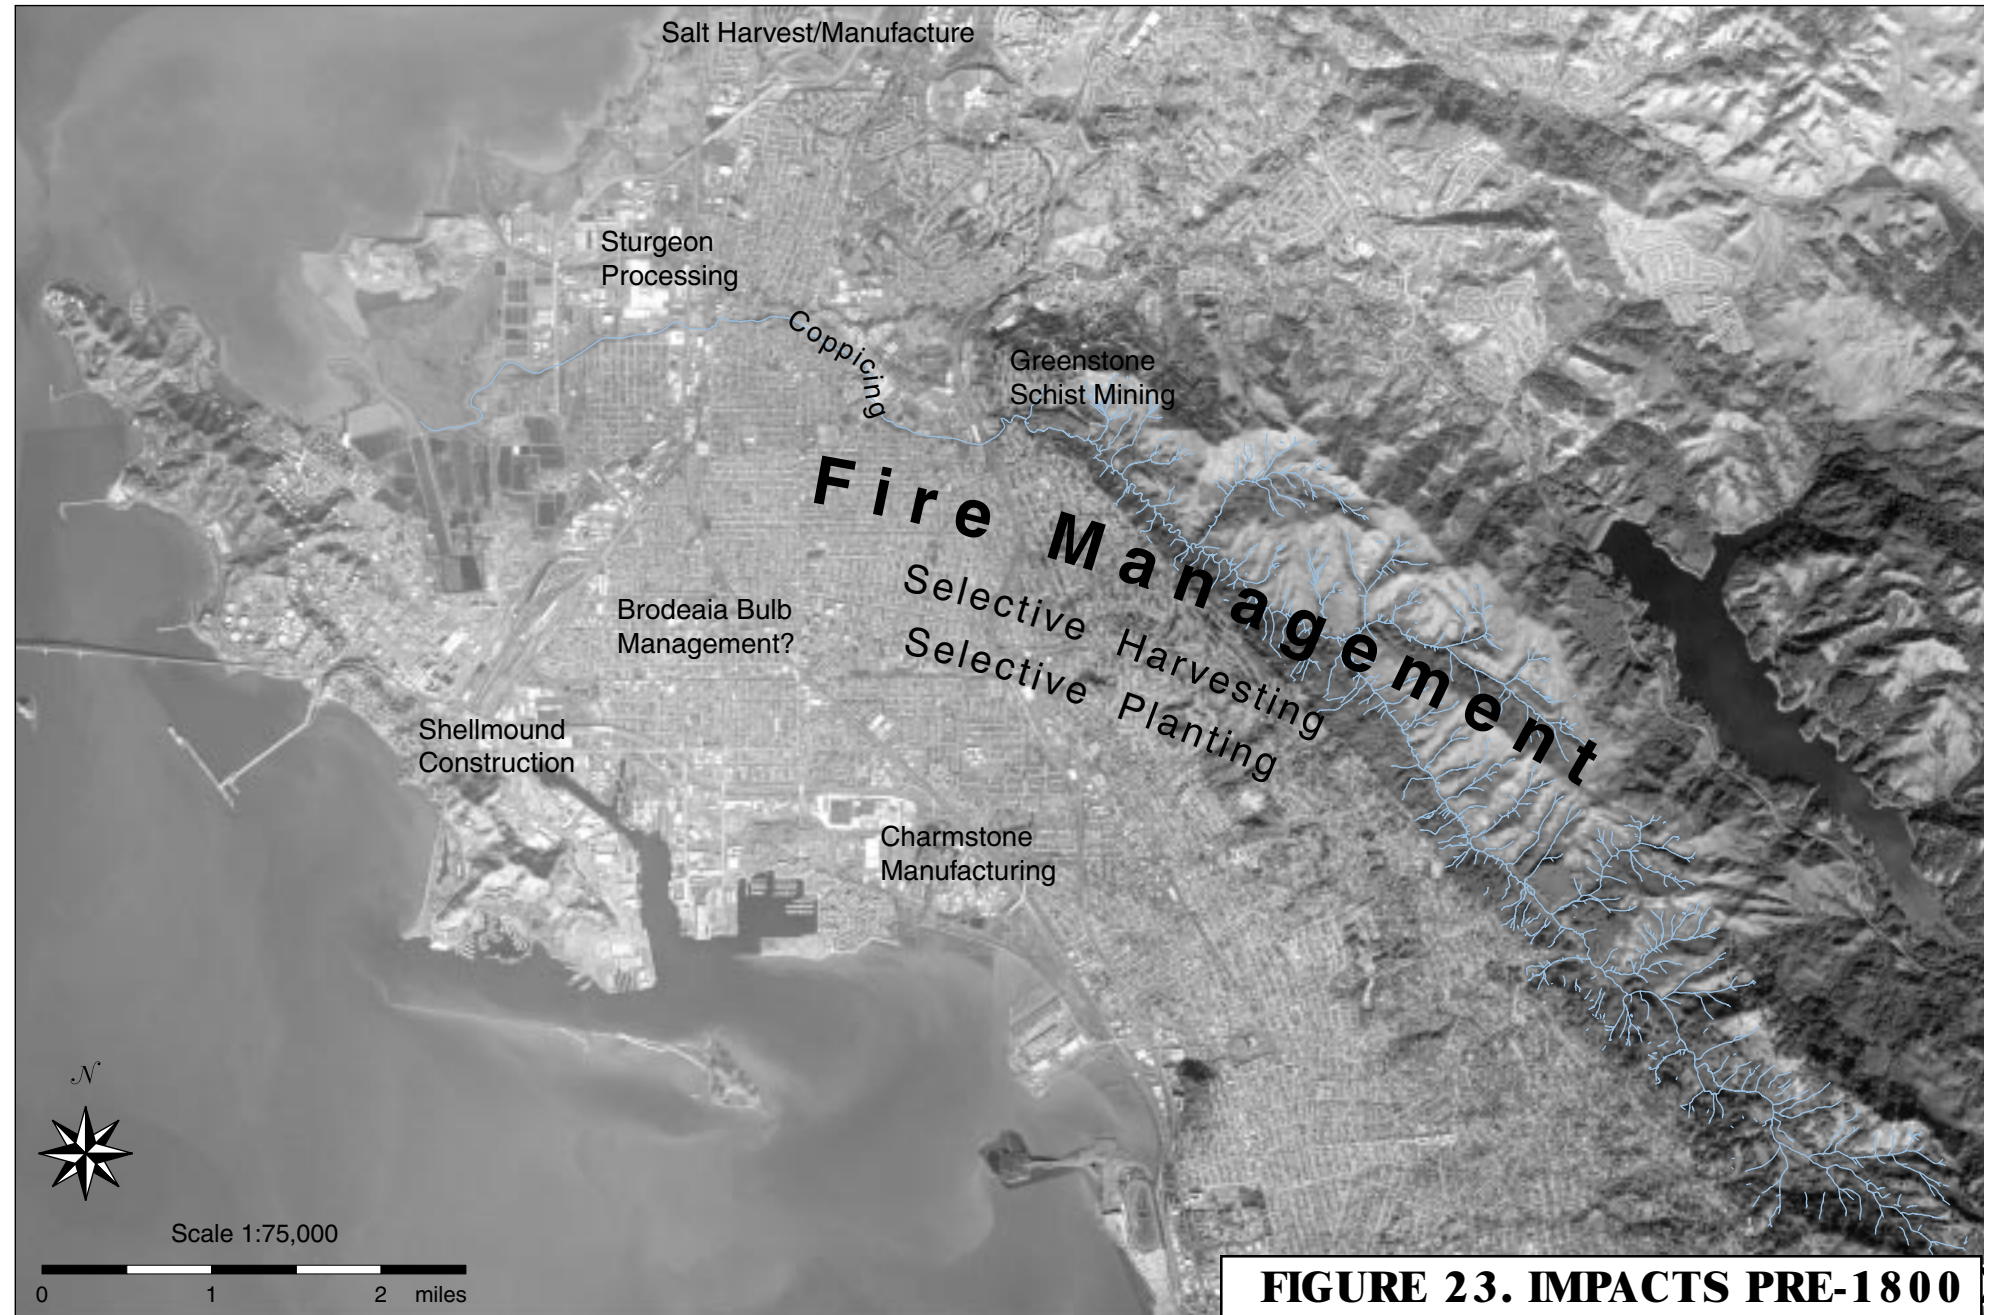 Salt Harvest/Manufacture
Sturgeon
Processing
Coppicing
Greenstone
Schist Mining
Fire Management
Selective Harvesting
Selective Planting
Brodeaia Bulb
Management?
Shellmound
Construction
Charmstone
Manufacturing
N
Scale 1:75,000
0 1 2 miles
FIGURE 23. IMPACTS PRE-1800